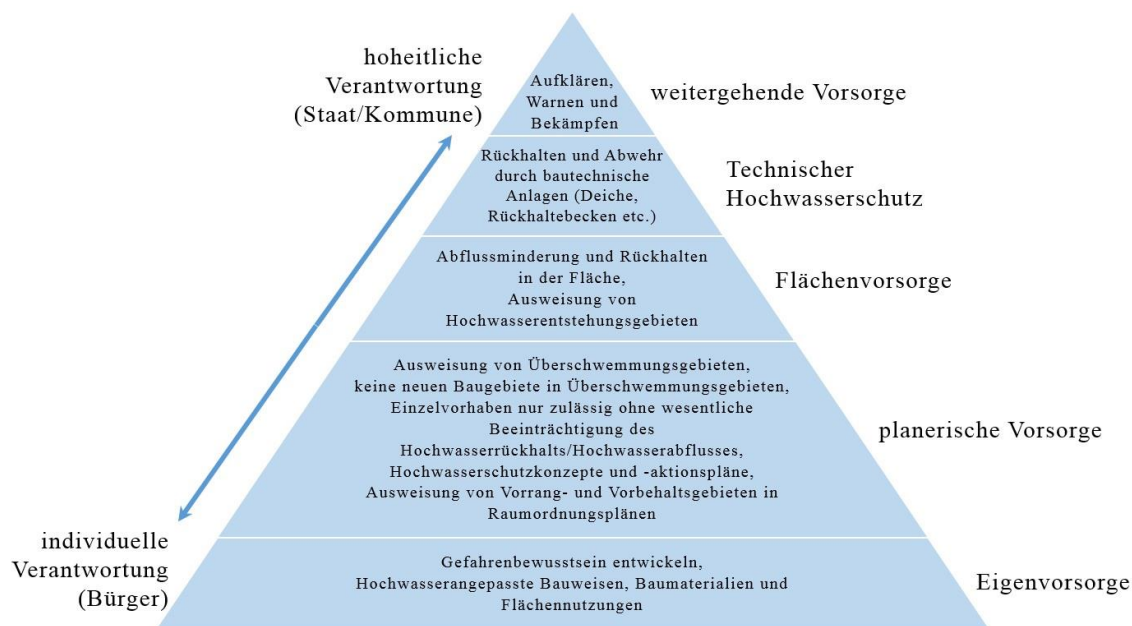 hoheitliche
Verantwortung
(Staat/Kommune)
Aufklären,
Warnen und
Bekämpfen
weitergehende Vorsorge
Rückhalten und Abwehr
durch bautechnische
Anlagen (Deiche,
Rückhaltebecken etc.)
Technischer
Hochwasserschutz
Abflussminderung und Rückhalten
in der Fläche,
Ausweisung von
Hochwasserentstehungsgebieten
Flächenvorsorge
Ausweisung von Überschwemmungsgebieten,
keine neuen Baugebiete in Überschwemmungsgebieten,
Einzelvorhaben nur zulässig ohne wesentliche
Beeinträchtigung des
Hochwasserrückhalts/Hochwasserabflusses,
Hochwasserschutzkonzepte und -aktionspläne,
Ausweisung von Vorrang- und Vorbehaltsgebieten in
Raumordnungsplänen
planerische Vorsorge
individuelle
Verantwortung
(Bürger)
Gefahrenbewusstsein entwickeln,
Hochwasserangepasste Bauweisen, Baumaterialien und
Flächennutzungen
Eigenvorsorge